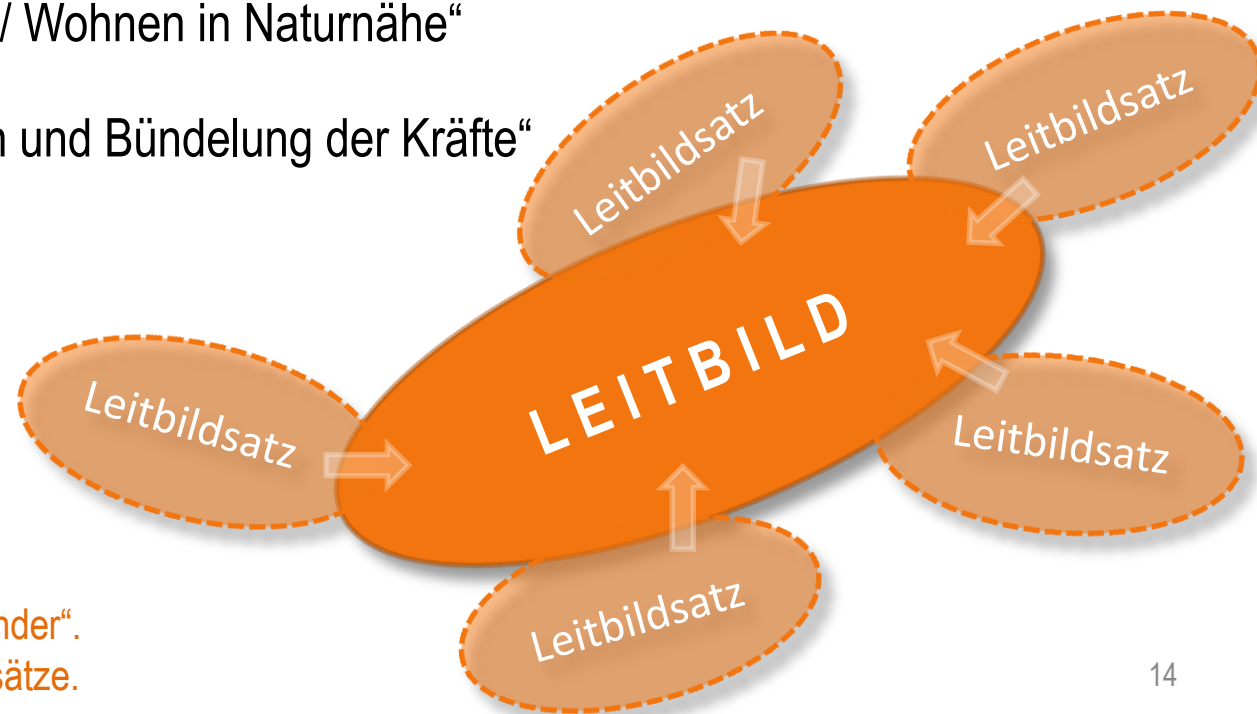 / Wohnen in Naturnähe“
n und Bündelung der Kräfte“
Leitbildsatz
Leitbildsatz
LEITBILD
Leitbildsatz
Leitbildsatz
Leitbildsatz
nder“.
sätze.
14